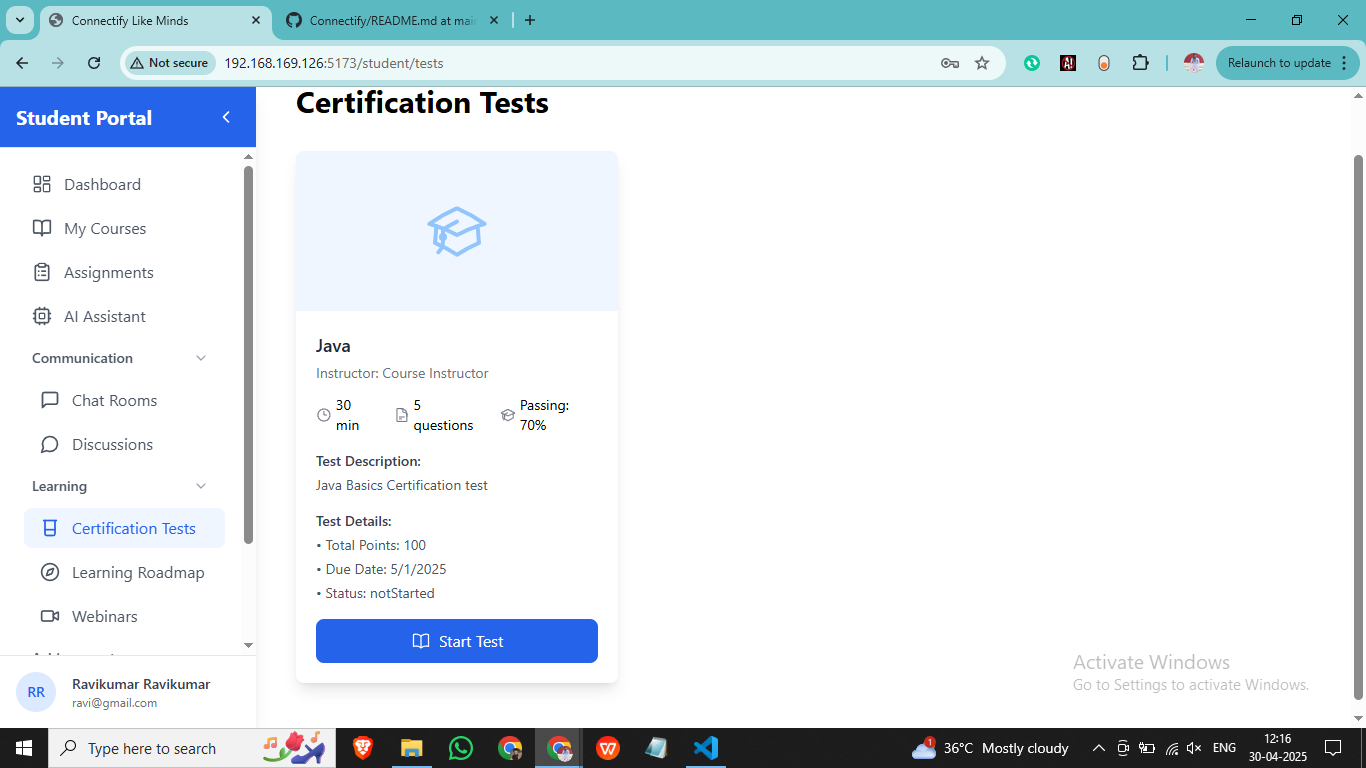 Connectify Like Minds
Connectify/README.md at mai
Not secure
192.168.169.126:5173/student/tests
Relaunch to update
Student Portal
Dashboard
My Courses
Assignments
AI Assistant
Communication
Chat Rooms
Discussions
Learning
Certification Tests
Learning Roadmap
Webinars
RR
Ravikumar Ravikumar
ravi@gmail.com
Certification Tests
Java
Instructor: Course Instructor
30
min
5
questions
Passing:
70%
Test Description:
Java Basics Certification test
Test Details:
• Total Points: 100
• Due Date: 5/1/2025
• Status: notStarted
Start Test
Activate Windows
Go to Settings to activate Windows.
Type here to search
1
36°C Mostly cloudy
ENG
12:16
30-04-2025